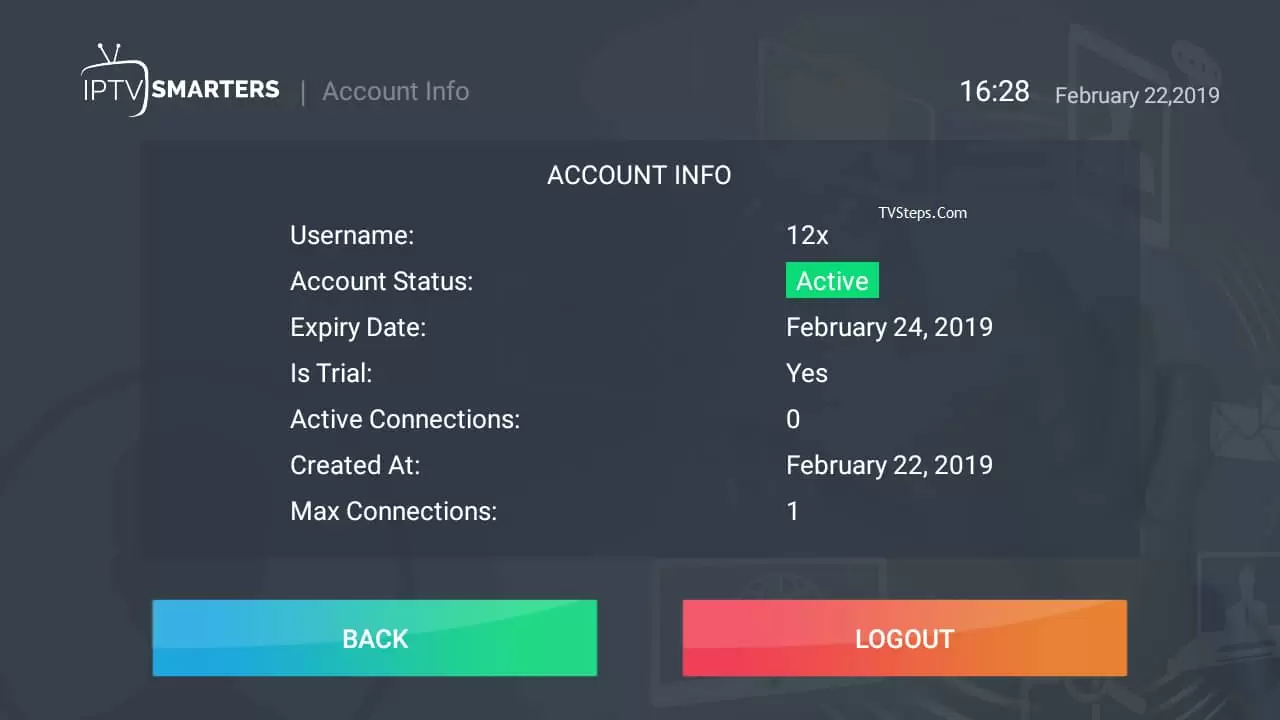 IPTV SMARTERS | Account Info 16:28 February 22,2019
ACCOUNT INFO
TVSteps.Com
Username: 12x
Account Status: Active
Expiry Date: February 24, 2019
Is Trial: Yes
Active Connections: 0
Created At: February 22, 2019
Max Connections: 1
BACK LOGOUT